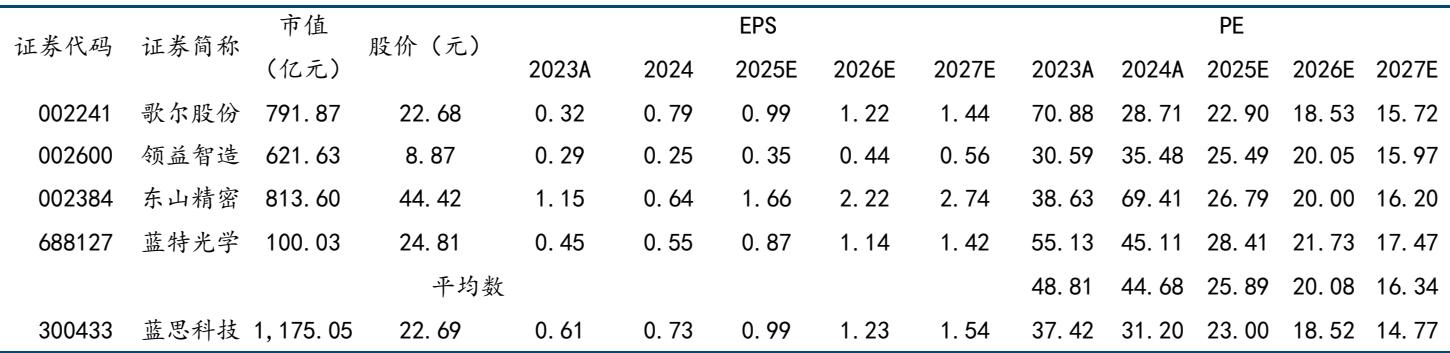 证券代码 证券简称 市值（亿元） 股价（元） EPS PE
2023A 2024 2025E 2026E 2027E 2023A 2024A 2025E 2026E 2027E
002241 歌尔股份 791.87 22.68 0.32 0.79 0.99 1.22 1.44 70.88 28.71 22.90 18.53 15.72
002600 领益智造 621.63 8.87 0.29 0.25 0.35 0.44 0.56 30.59 35.48 25.49 20.05 15.97
002384 东山精密 813.60 44.42 1.15 0.64 1.66 2.22 2.74 38.63 69.41 26.79 20.00 16.20
688127 蓝特光学 100.03 24.81 0.45 0.55 0.87 1.14 1.42 55.13 45.11 28.41 21.73 17.47
平均数 48.81 44.68 25.89 20.08 16.34
300433 蓝思科技 1,175.05 22.69 0.61 0.73 0.99 1.23 1.54 37.42 31.20 23.00 18.52 14.77